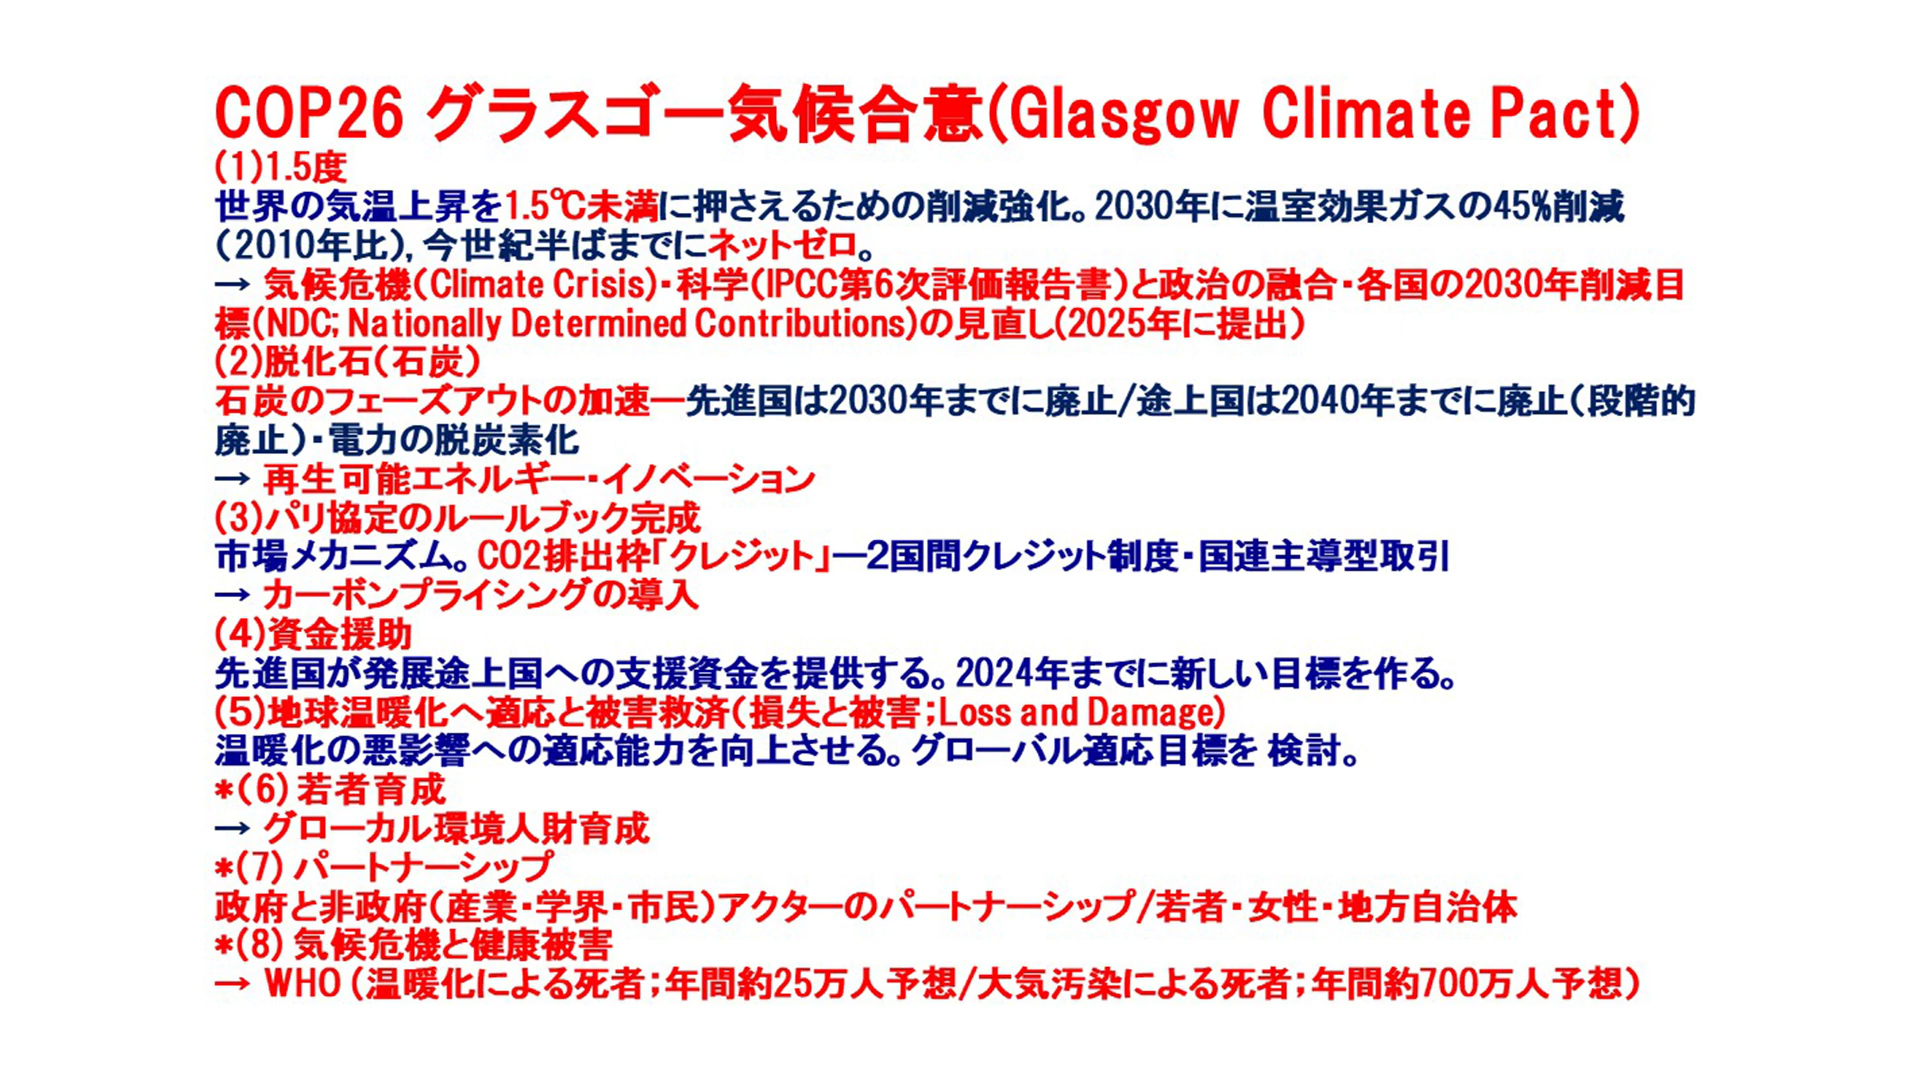 COP26 グラスゴー気候合意(Glasgow Climate Pact)
(1)1.5度
世界の気温上昇を1.5℃未満に押さえるための削減強化。2030年に温室効果ガスの45%削減
（2010年比）, 今世紀半ばまでにネットゼロ。
→ 気候危機（Climate Crisis)・科学(IPCC第6次評価報告書）と政治の融合・各国の2030年削減目
標(NDC; Nationally Determined Contributions)の見直し(2025年に提出）
(2)脱化石（石炭）
石炭のフェーズアウトの加速―先進国は2030年までに廃止/途上国は2040年までに廃止（段階的
廃止）・電力の脱炭素化
→ 再生可能エネルギー・イノベーション
(3)パリ協定のルールブック完成
市場メカニズム。CO2排出枠「クレジット」―2国間クレジット制度・国連主導型取引
→ カーボンプライシングの導入
(4)資金援助
先進国が発展途上国への支援資金を提供する。2024年までに新しい目標を作る。
(5)地球温暖化へ適応と被害救済（損失と被害；Loss and Damage)
温暖化の悪影響への適応能力を向上させる。グローバル適応目標を 検討。
*(6) 若者育成
→ グローカル環境人財育成
*(7) パートナーシップ
政府と非政府（産業・学界・市民）アクターのパートナーシップ/若者・女性・地方自治体
*(8) 気候危機と健康被害
→ WHO（温暖化による死者；年間約25万人予想/大気汚染による死者；年間約700万人予想）